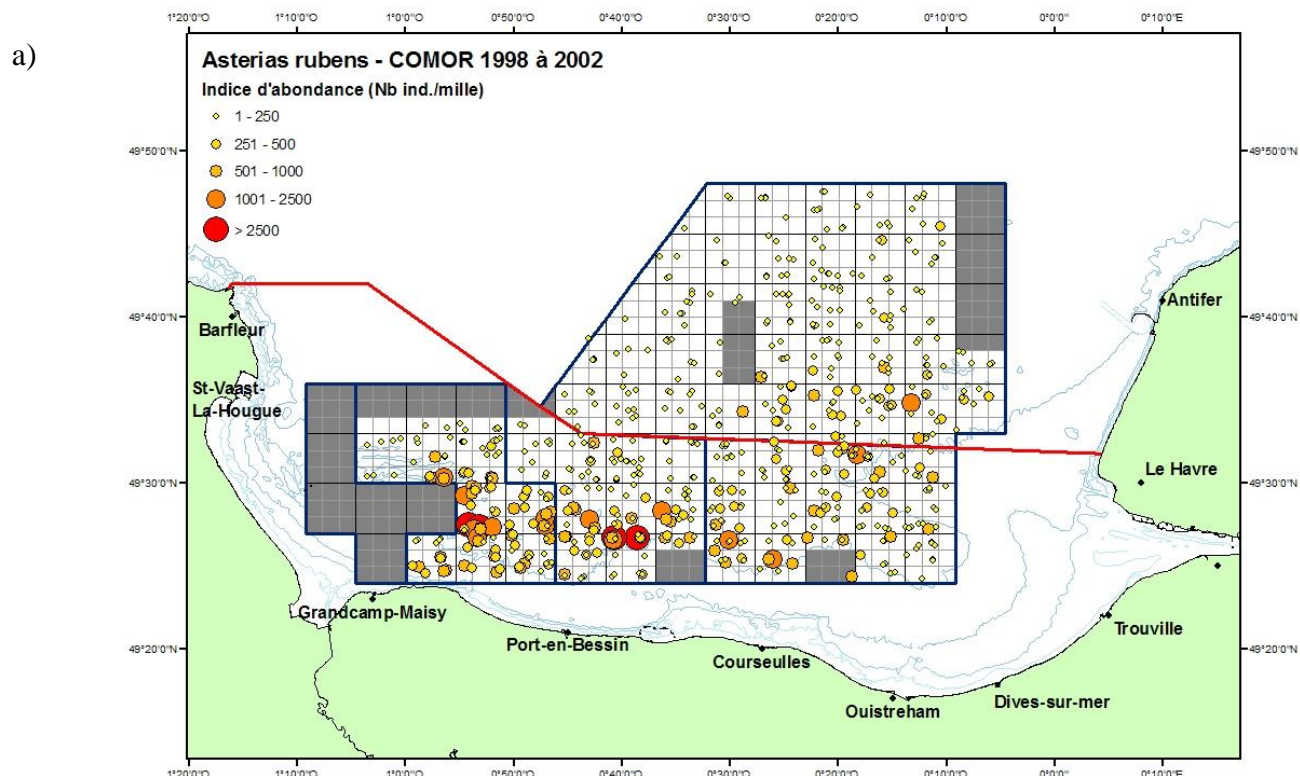 a)
1°20'0"O 1°10'0"O 1°0'0"O 0°50'0"O 0°40'0"O 0°30'0"O 0°20'0"O 0°10'0"O 0°0'0" 0°10'0"E
Asterias rubens - COMOR 1998 à 2002
Indice d'abondance (Nb ind./mille)
1 - 250
251 - 500
501 - 1000
1001 - 2500
> 2500
49°50'0"N 49°50'0"N
Antifer
49°40'0"N 49°40'0"N
Barfleur
St-Vaast-
La-Hougue
Le Havre
49°30'0"N 49°30'0"N
Grandcamp-Maisy
Trouville
Port-en-Bessin
49°20'0"N 49°20'0"N
Courseulles
Dives-sur-mer
Ouistreham
1°20'0"O 1°10'0"O 1°0'0"O 0°50'0"O 0°40'0"O 0°30'0"O 0°20'0"O 0°10'0"O 0°0'0" 0°10'0"E